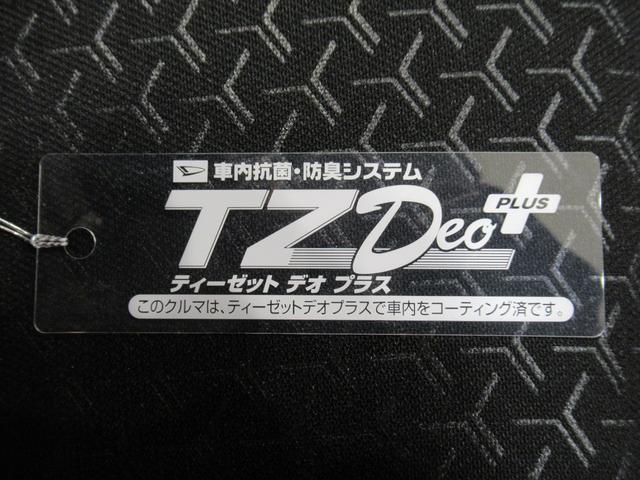 車内抗菌・防臭システム
TZ Deo PLUS
ティーゼット デオ プラス
このクルマは、ティーゼットデオプラスで車内をコーティング済です。